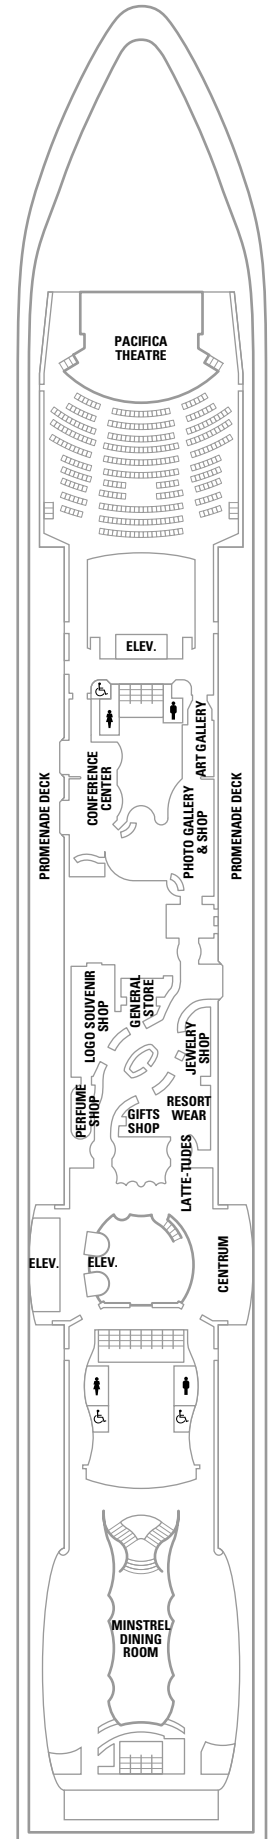 PACIFICA
THEATRE
ELEV.
ART GALLERY
CONFERENCE
CENTER
PROMENADE DECK
PHOTO GALLERY
& SHOP
PROMENADE DECK
LOGO SOUVENIR
SHOP
GENERAL
STORE
JEWELRY
SHOP
PERFUME
SHOP
GIFTS
SHOP
RESORT
WEAR
LATTE-TUDES
ELEV.
ELEV.
CENTRUM
MINSTREL
DINING
ROOM